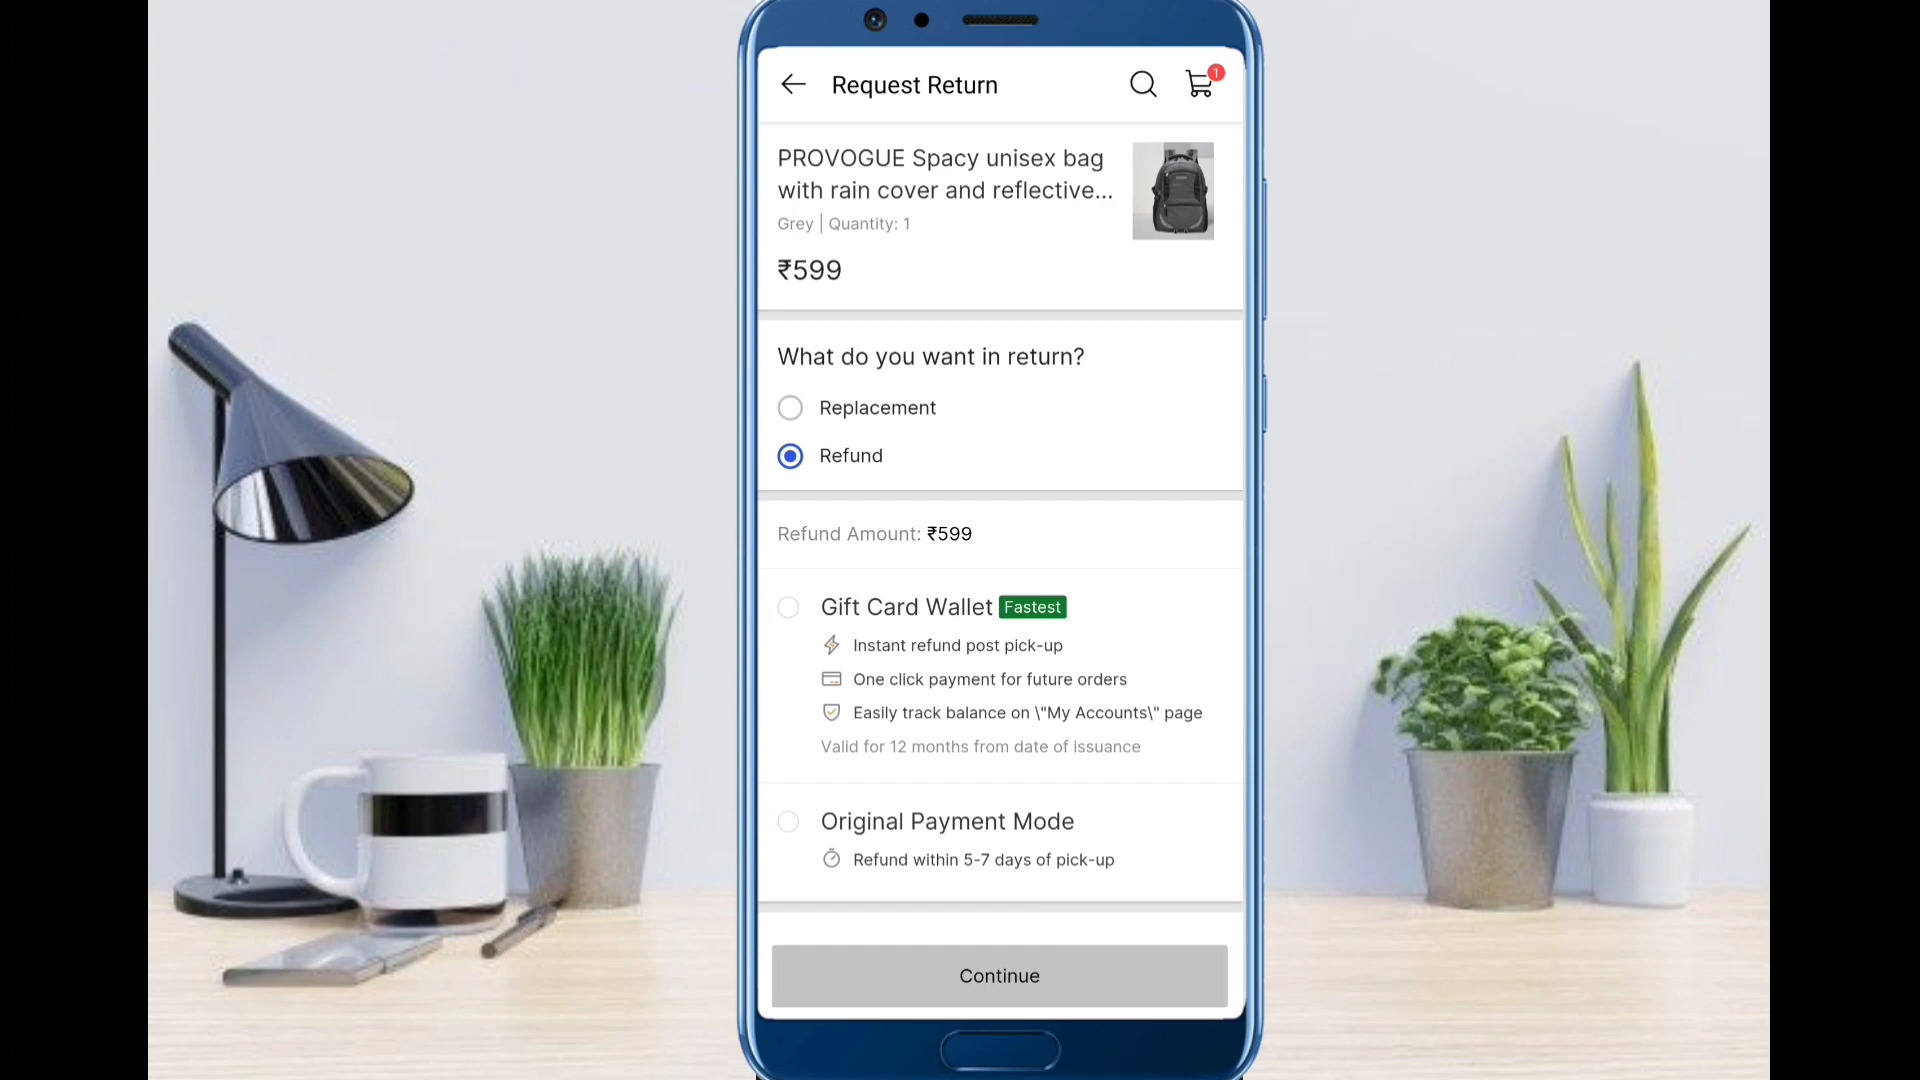 Request Return
1
PROVOGUE Spacy unisex bag
with rain cover and reflective...
Grey | Quantity: 1
₹599
What do you want in return?
Replacement
Refund
Refund Amount: ₹599
Gift Card Wallet Fastest
Instant refund post pick-up
One click payment for future orders
Easily track balance on \"My Accounts\" page
Valid for 12 months from date of issuance
Original Payment Mode
Refund within 5-7 days of pick-up
Continue